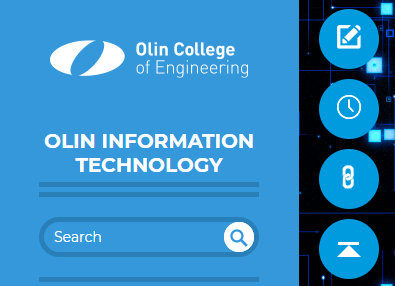 Olin College
of Engineering
OLIN INFORMATION
TECHNOLOGY
Search